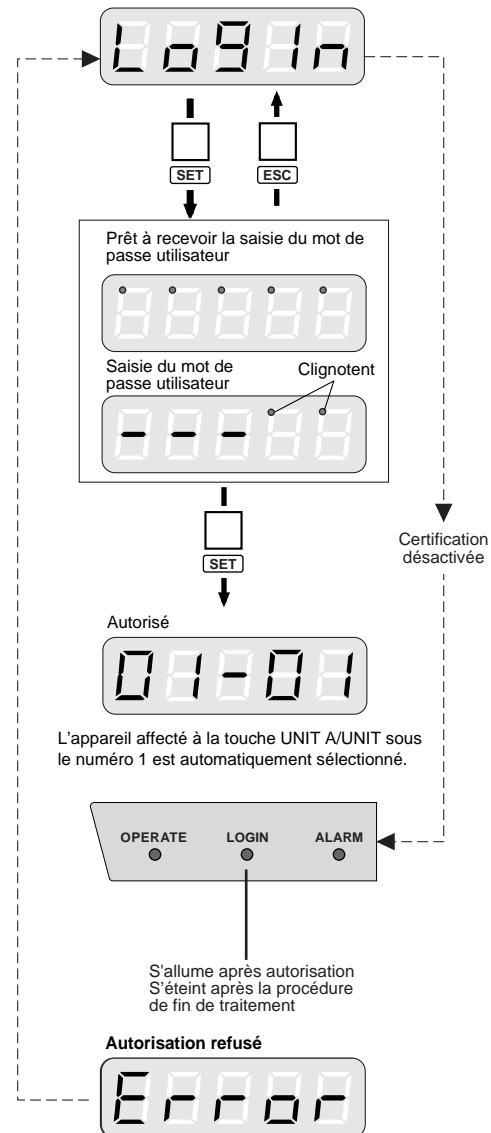 LogIn
SET ESC
Prêt à recevoir la saisie du mot de
passe utilisateur
Saisie du mot de
passe utilisateur
Clignotent
---
SET
Certification
désactivée
Autorisé
01-01
L'appareil affecté à la touche UNIT A/UNIT sous
le numéro 1 est automatiquement sélectionné.
OPERATE LOGIN ALARM
S'allume après autorisation
S'éteint après la procédure
de fin de traitement
Autorisation refusé
Error